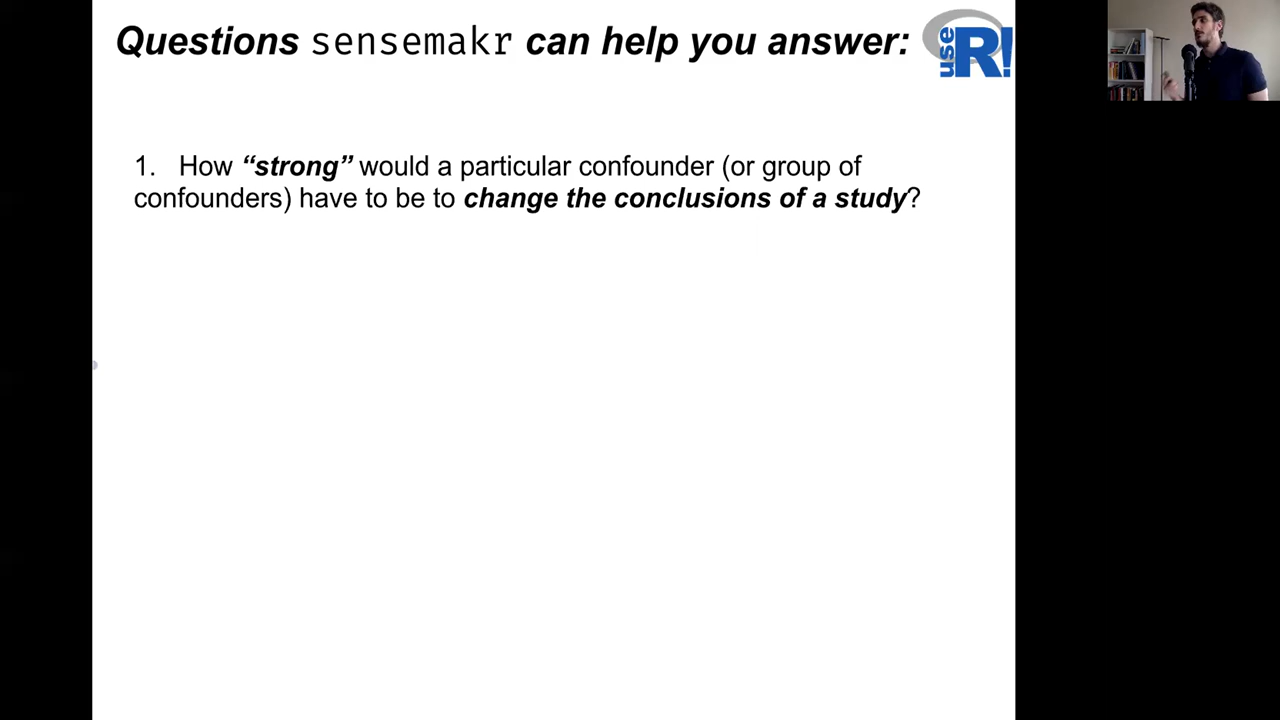 Questions sensemakr can help you answer:
useR!
1. How “strong” would a particular confounder (or group of
confounders) have to be to change the conclusions of a study?